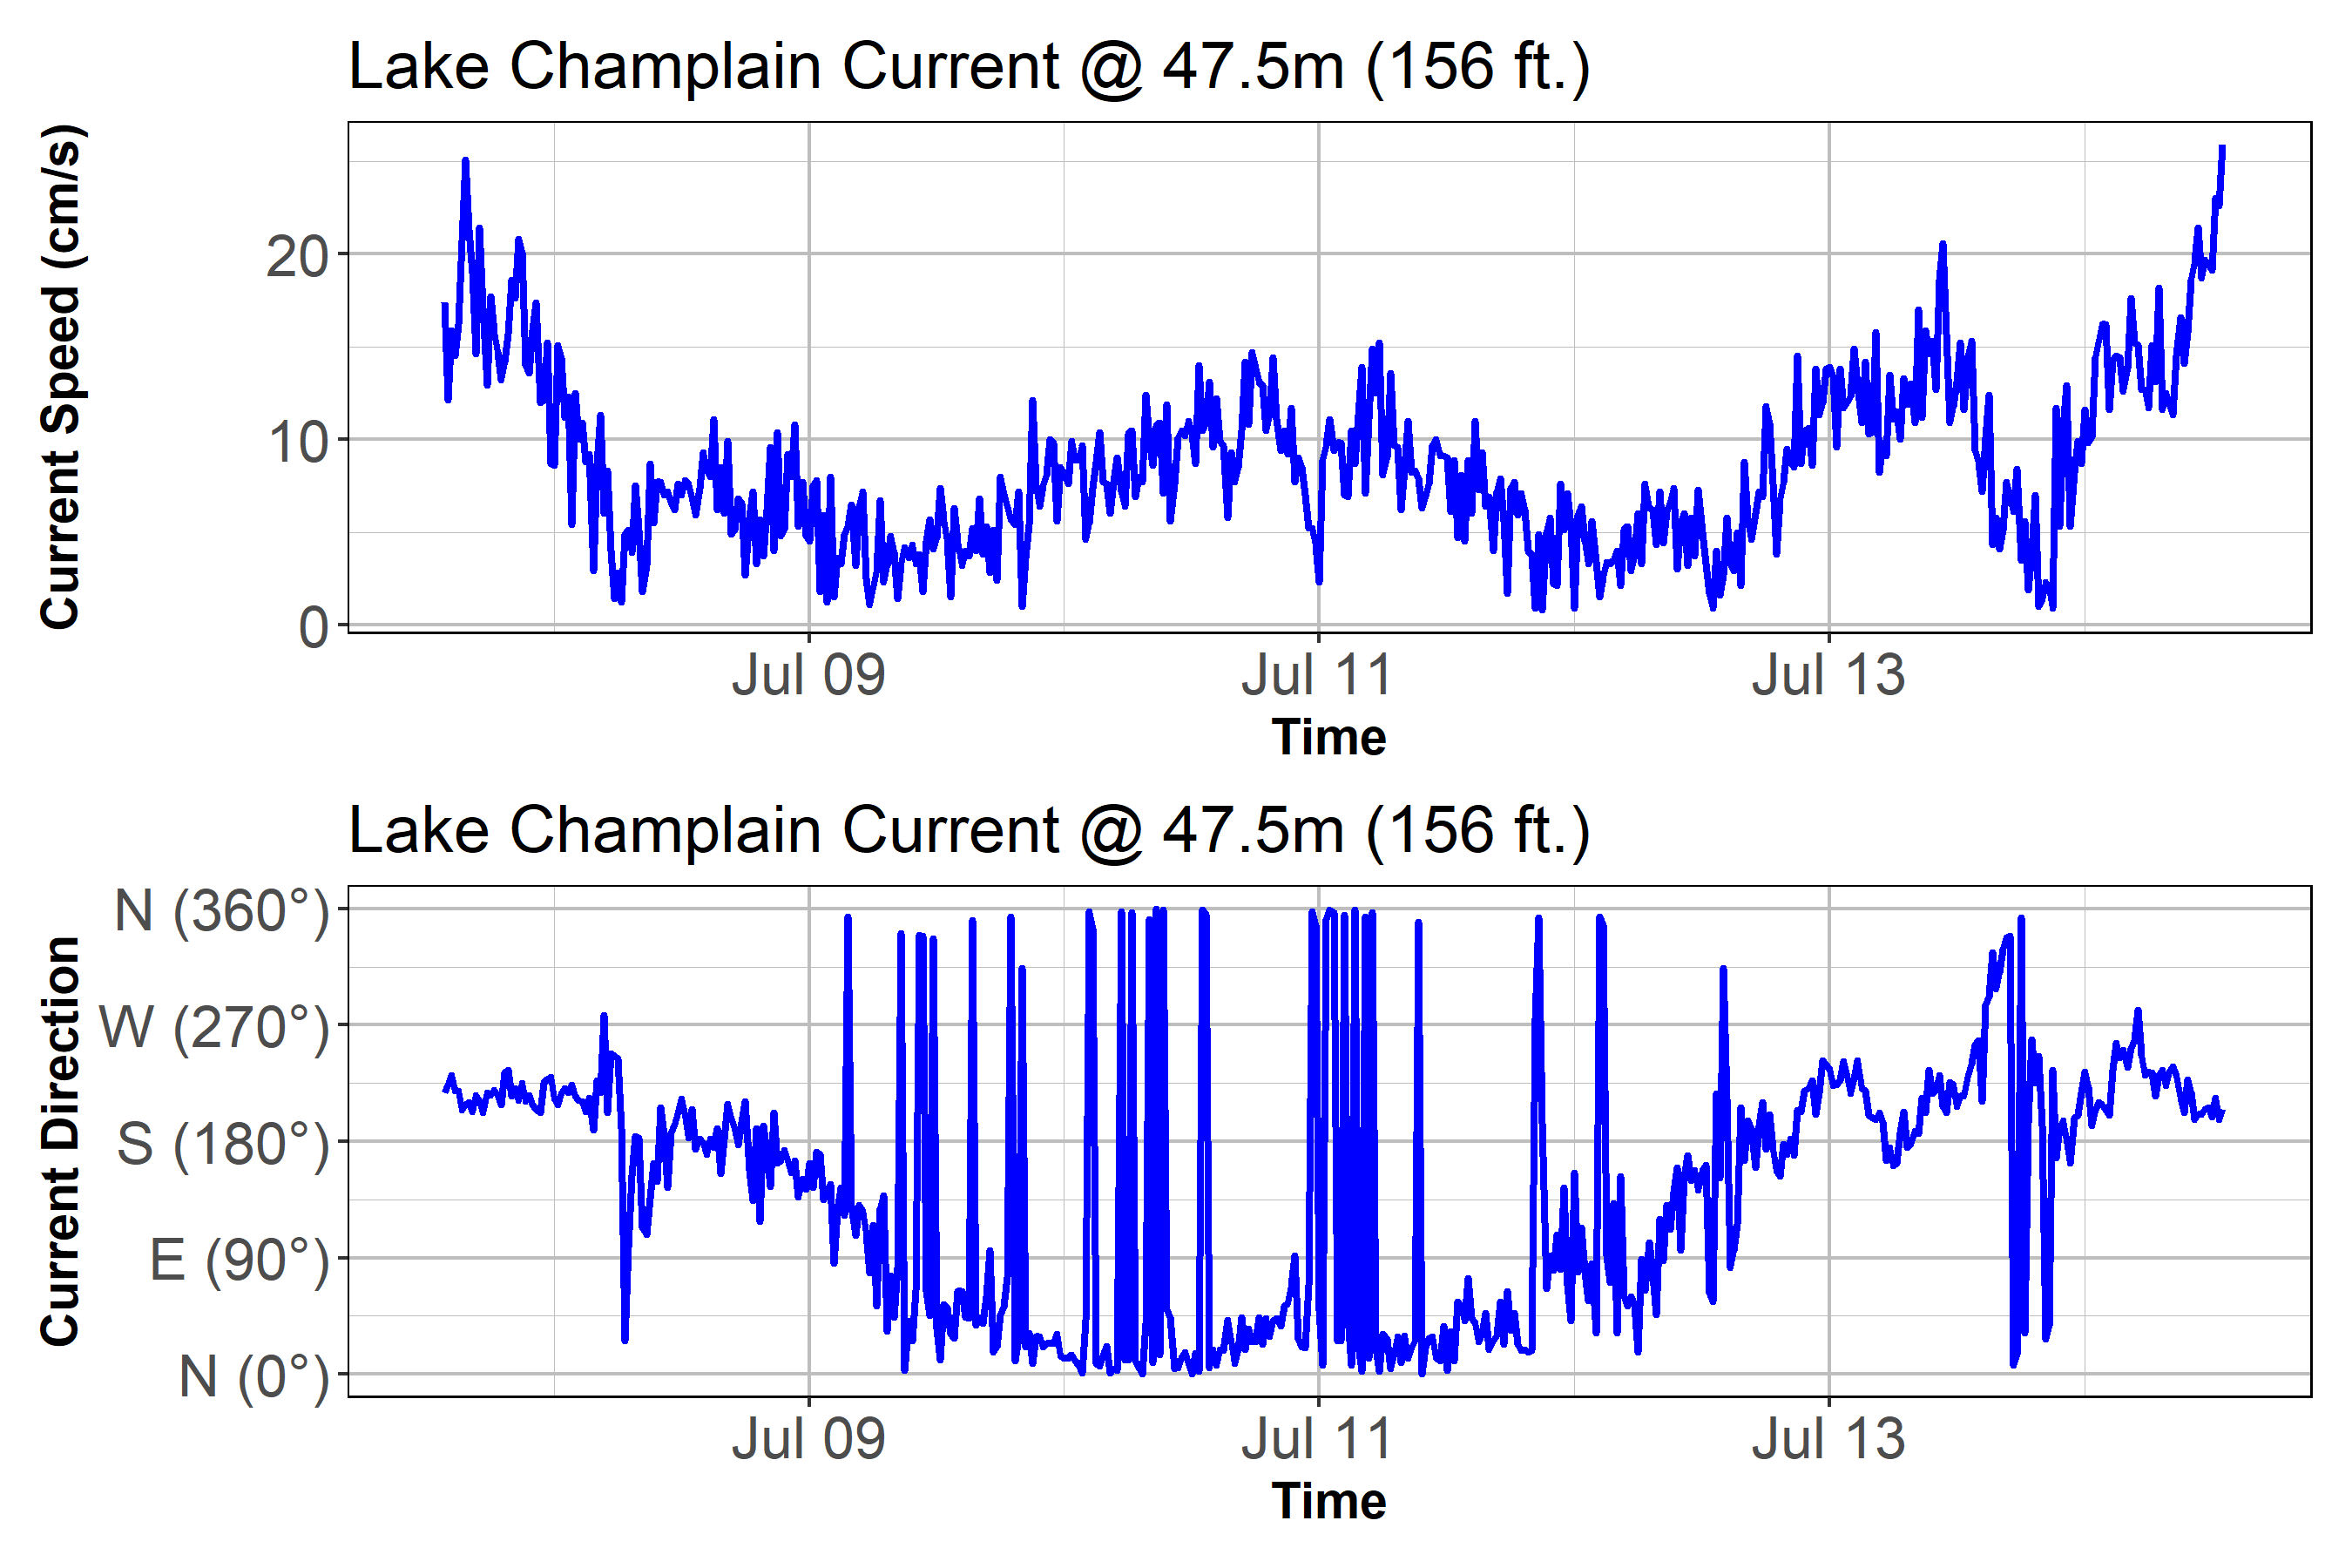 Lake Champlain Current @ 47.5m (156 ft.)
Current Speed (cm/s)
20
10
0
Jul 09 Jul 11 Jul 13
Time
Lake Champlain Current @ 47.5m (156 ft.)
Current Direction
N (360°)
W (270°)
S (180°)
E (90°)
N (0°)
Jul 09 Jul 11 Jul 13
Time